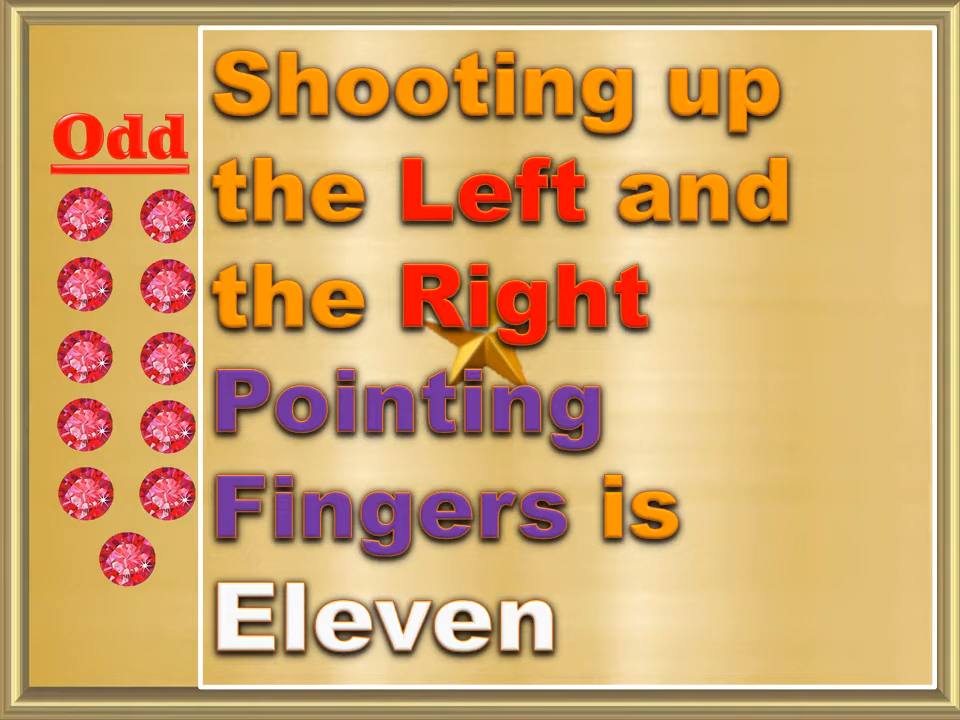 Odd
Shooting up
the Left and
the Right
Pointing
Fingers is
Eleven